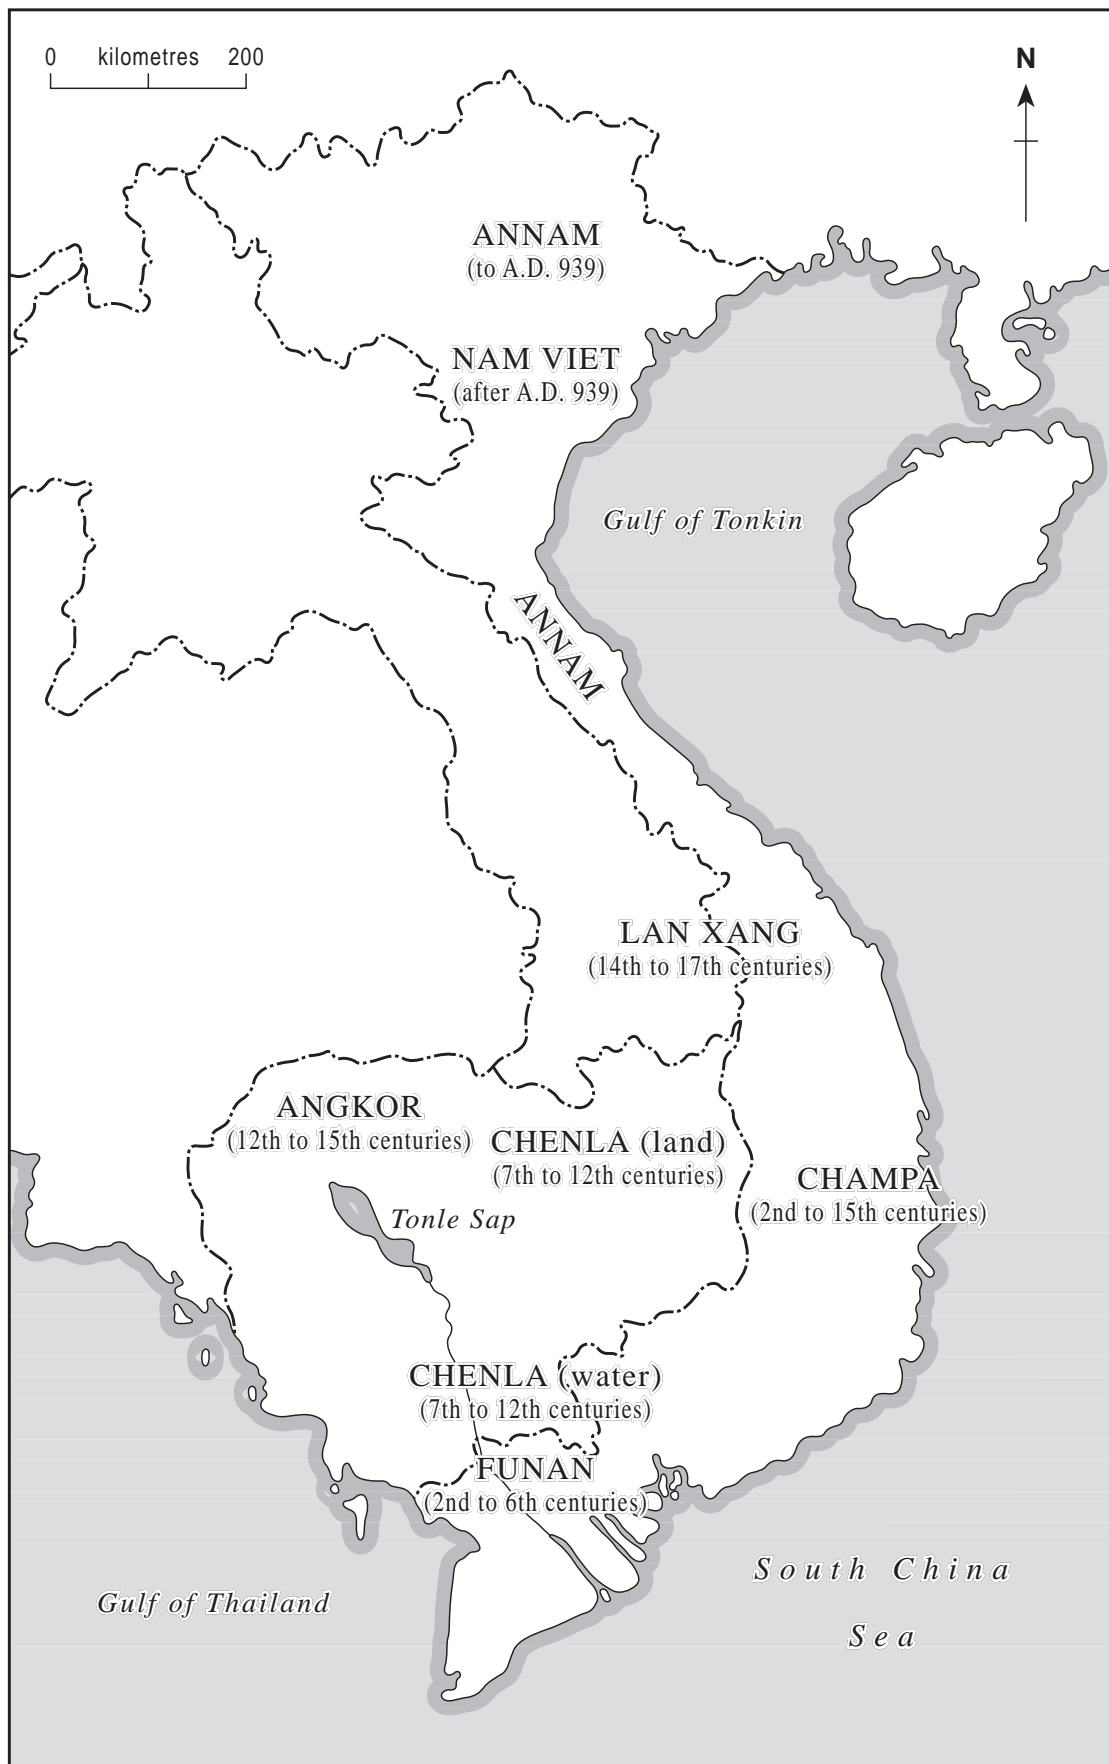 0 kilometres 200
N
ANNAM
(to A.D. 939)
NAM VIET
(after A.D. 939)
Gulf of Tonkin
ANNAM
LAN XANG
(14th to 17th centuries)
ANGKOR
(12th to 15th centuries)
CHENLA (land)
(7th to 12th centuries)
CHAMPA
(2nd to 15th centuries)
Tonle Sap
CHENLA (water)
(7th to 12th centuries)
FUNAN
(2nd to 6th centuries)
South China
Sea
Gulf of Thailand